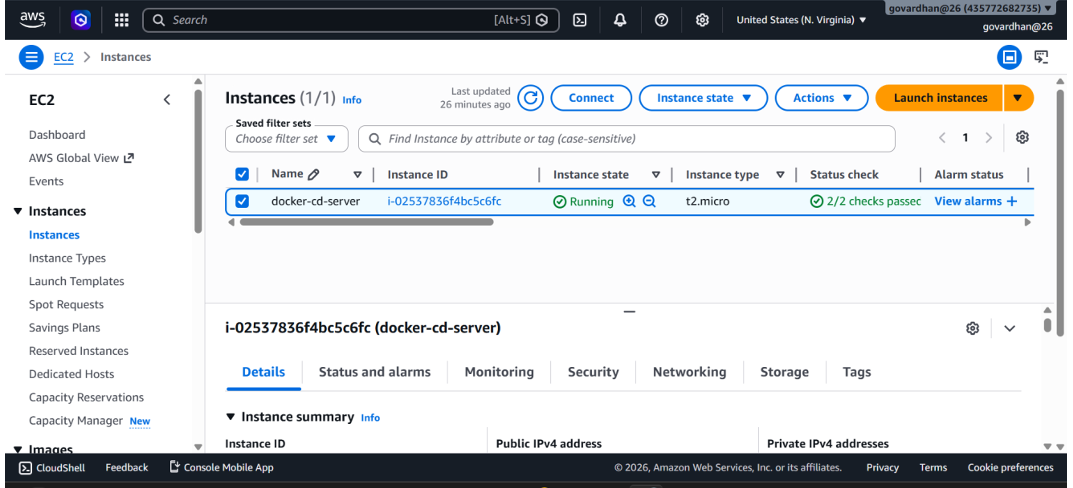 aws
Search [Alt+S]
United States (N. Virginia) ▼
govardhan@26 (435772682735) ▼
govardhan@26
EC2 > Instances
EC2
Dashboard
AWS Global View
Events
▼ Instances
Instances
Instance Types
Launch Templates
Spot Requests
Savings Plans
Reserved Instances
Dedicated Hosts
Capacity Reservations
Capacity Manager New
▼ Images
Instances (1/1) Info
Last updated
26 minutes ago
Connect
Instance state ▼
Actions ▼
Launch instances ▼
Saved filter sets
Choose filter set ▼
Find Instance by attribute or tag (case-sensitive)
< 1 >
Name Instance ID Instance state Instance type Status check Alarm status
docker-cd-server i-02537836f4bc5c6fc Running t2.micro 2/2 checks passec View alarms +
i-02537836f4bc5c6fc (docker-cd-server)
Details Status and alarms Monitoring Security Networking Storage Tags
▼ Instance summary Info
Instance ID Public IPv4 address Private IPv4 addresses
CloudShell Feedback Console Mobile App © 2026, Amazon Web Services, Inc. or its affiliates. Privacy Terms Cookie preferences